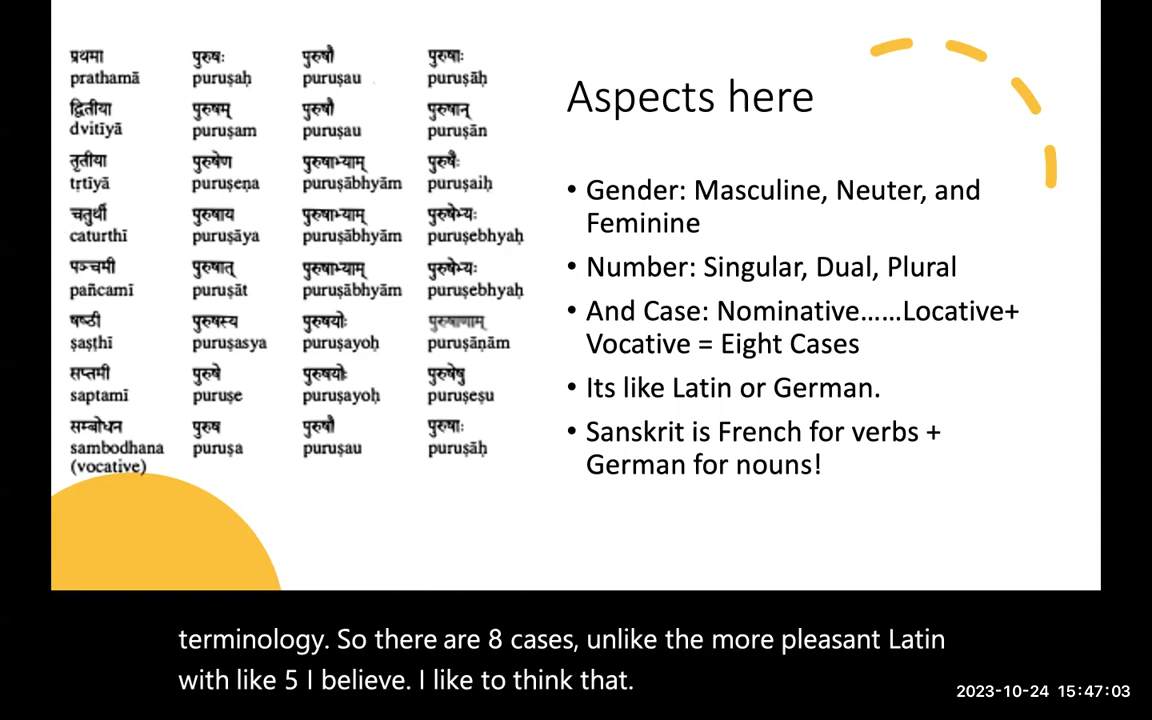 प्रथमा पुरुषः पुरुषौ पुरुषाः
prathamā puruṣaḥ puruṣau puruṣāḥ
द्वितीया पुरुषम् पुरुषौ पुरुषान्
dvitīyā puruṣam puruṣau puruṣān
तृतीया पुरुषेण पुरुषाभ्याम् पुरुषैः
tṛtīyā puruṣeṇa puruṣābhyām puruṣaiḥ
चतुर्थी पुरुषाय पुरुषाभ्याम् पुरुषेभ्यः
caturthī puruṣāya puruṣābhyām puruṣebhyaḥ
पञ्चमी पुरुषात् पुरुषाभ्याम् पुरुषेभ्यः
pañcamī puruṣāt puruṣābhyām puruṣebhyaḥ
षष्ठी पुरुषस्य पुरुषयोः पुरुषाणाम्
ṣaṣṭhī puruṣasya puruṣayoḥ puruṣāṇām
सप्तमी पुरुषे पुरुषयोः पुरुषेषु
saptamī puruṣe puruṣayoḥ puruṣeṣu
सम्बोधन पुरुष पुरुषौ पुरुषाः
sambodhana puruṣa puruṣau puruṣāḥ
(vocative)
Aspects here
• Gender: Masculine, Neuter, and
Feminine
• Number: Singular, Dual, Plural
• And Case: Nominative......Locative+
Vocative = Eight Cases
• Its like Latin or German.
• Sanskrit is French for verbs +
German for nouns!
terminology. So there are 8 cases, unlike the more pleasant Latin
with like 5 I believe. I like to think that.
2023-10-24 15:47:03